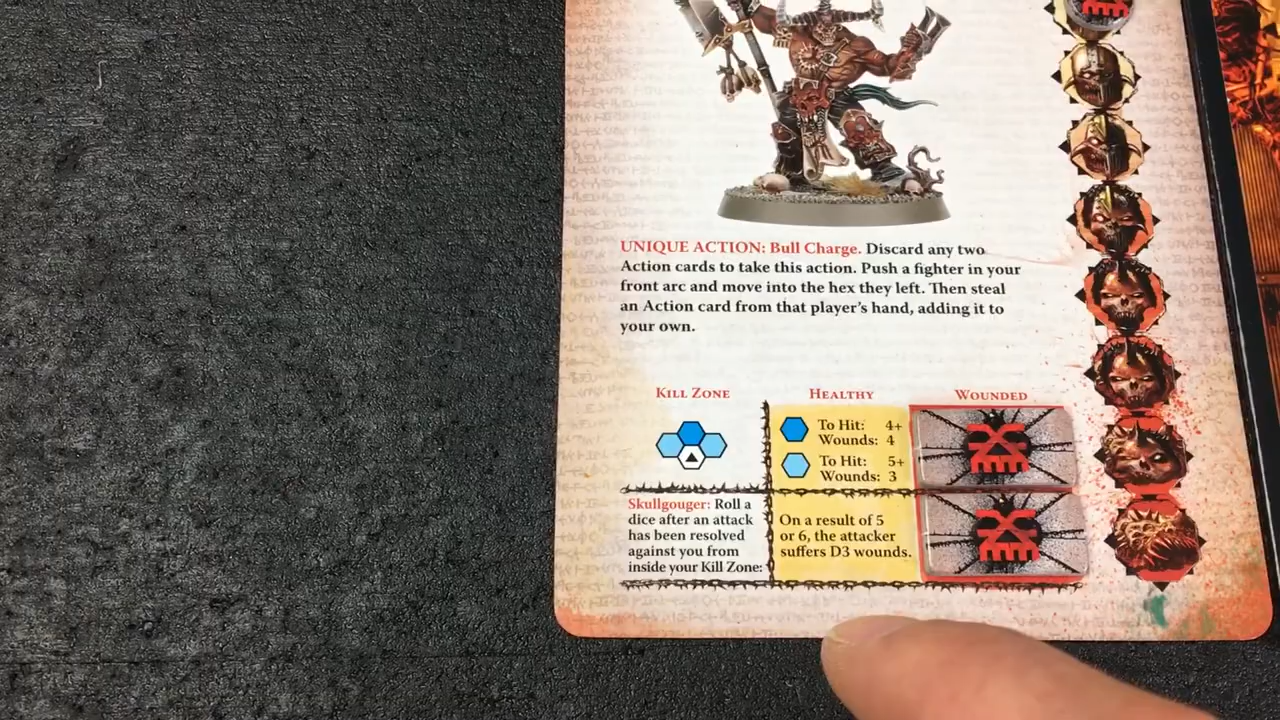 UNIQUE ACTION: Bull Charge. Discard any two
Action cards to take this action. Push a fighter in your
front arc and move into the hex they left. Then steal
an Action card from that player's hand, adding it to
your own.
KILL ZONE
HEALTHY
WOUNDED
To Hit: 4+
Wounds: 4
To Hit: 5+
Wounds: 3
Skullgouger: Roll a
dice after an attack
has been resolved
against you from
inside your Kill Zone:
On a result of 5
or 6, the attacker
suffers D3 wounds.